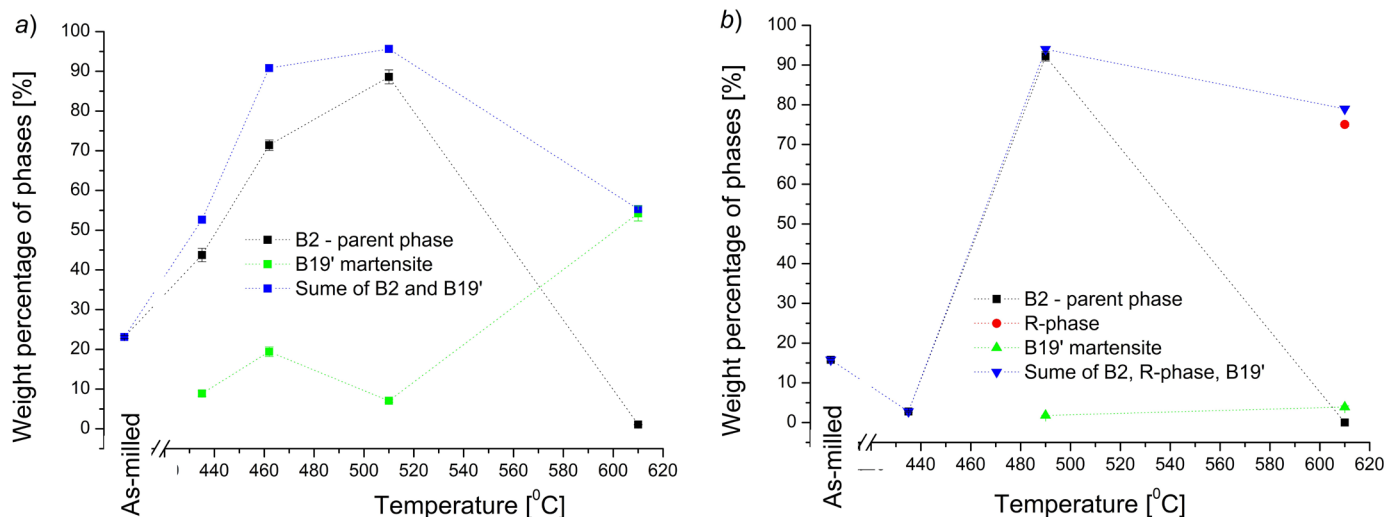 a)
Weight percentage of phases [%]
100
90
80
70
60
50
40
30
20
10
0
B2 - parent phase
B19' martensite
Sume of B2 and B19'
As-milled
440 460 480 500 520 540 560 580 600 620
Temperature [⁰C]
b)
Weight percentage of phases [%]
100
90
80
70
60
50
40
30
20
10
0
B2 - parent phase
R-phase
B19' martensite
Sume of B2, R-phase, B19'
As-milled
440 460 480 500 520 540 560 580 600 620
Temperature [⁰C]